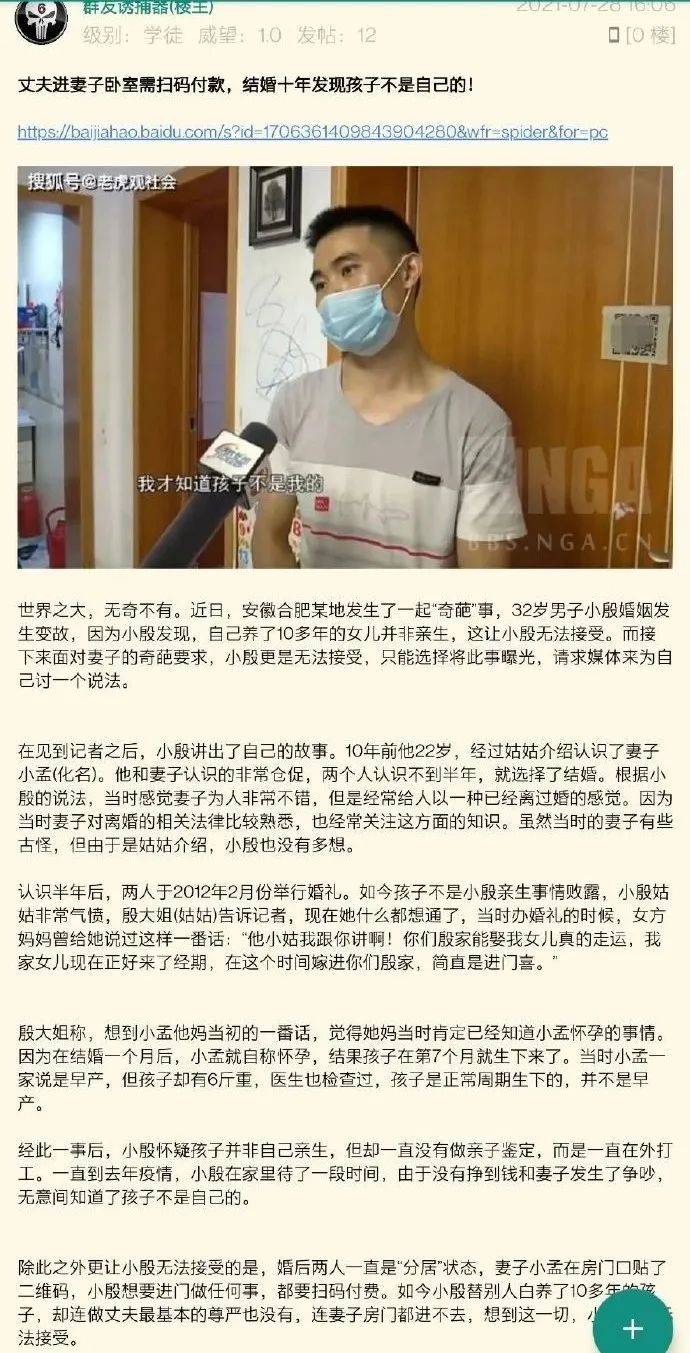 6
群友诱捕器(楼主)
2021-07-28 16:06
级别：学徒 威望：1.0 发帖：12
[0 楼]
丈夫进妻子卧室需扫码付款，结婚十年发现孩子不是自己的！
https://baijiahao.baidu.com/s?id=1706361409843904280&wfr=spider&for=pc
搜狐号@老虎观社会
我才知道孩子不是我的
NGA
BBS.NGA.CN
世界之大，无奇不有。近日，安徽合肥某地发生了一起“奇葩”事，32岁男子小殷婚姻发
生变故，因为小殷发现，自己养了10多年的女儿并非亲生，这让小殷无法接受。而接
下来面对妻子的奇葩要求，小殷更是无法接受，只能选择将此事曝光，请求媒体来为自
己讨一个说法。
在见到记者之后，小殷讲出了自己的故事。10年前他22岁，经过姑姑介绍认识了妻子
小孟(化名)。他和妻子认识的非常仓促，两个人认识不到半年，就选择了结婚。根据小
殷的说法，当时感觉妻子为人非常不错，但是经常给人以一种已经离过婚的感觉。因为
当时妻子对离婚的相关法律比较熟悉，也经常关注这方面的知识。虽然当时的妻子有些
古怪，但由于是姑姑介绍，小殷也没有多想。
认识半年后，两人于2012年2月份举行婚礼。如今孩子不是小殷亲生事情败露，小殷姑
姑非常气愤，殷大姐(姑姑)告诉记者，现在她什么都想通了，当时办婚礼的时候，女方
妈妈曾给她说过这样一番话：“他小姑我跟你讲啊！你们殷家能娶我女儿真的走运，我
家女儿现在正好来了经期，在这个时间嫁进你们殷家，简直是进门喜。”
殷大姐称，想到小孟他妈当初的一番话，觉得她妈当时肯定已经知道小孟怀孕的事情。
因为在结婚一个月后，小孟就自称怀孕，结果孩子在第7个月就生下来了。当时小孟一
家说是早产，但孩子却有6斤重，医生也检查过，孩子是正常周期生下的，并不是早
产。
经此一事后，小殷怀疑孩子并非自己亲生，但却一直没有做亲子鉴定，而是一直在外打
工。一直到去年疫情，小殷在家里待了一段时间，由于没有挣到钱和妻子发生了争吵，
无意间知道了孩子不是自己的。
除此之外更让小殷无法接受的是，婚后两人一直是“分居”状态，妻子小孟在房门口贴了
二维码，小殷想要进门做任何事，都要扫码付费。如今小殷替别人白养了10多年的孩
子，却连做丈夫最基本的尊严也没有，连妻子房门都进不去，想到这一切，小
法接受。